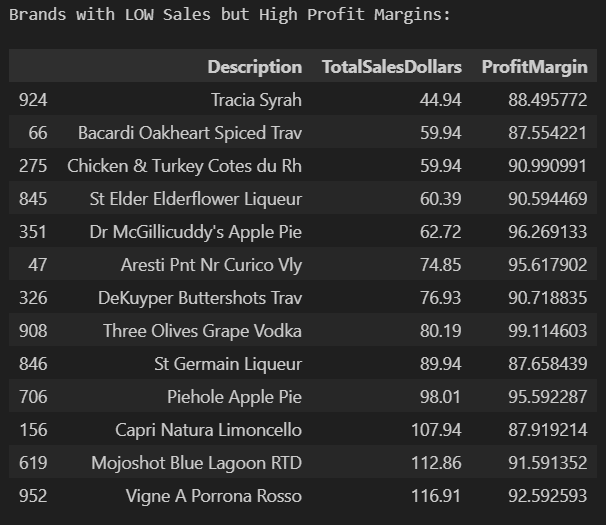 Brands with LOW Sales but High Profit Margins:
Description TotalSalesDollars ProfitMargin
924 Tracia Syrah 44.94 88.495772
66 Bacardi Oakheart Spiced Trav 59.94 87.554221
275 Chicken & Turkey Cotes du Rh 59.94 90.990991
845 St Elder Elderflower Liqueur 60.39 90.594469
351 Dr McGillicuddy's Apple Pie 62.72 96.269133
47 Aresti Pnt Nr Curico Vly 74.85 95.617902
326 DeKuyper Buttershots Trav 76.93 90.718835
908 Three Olives Grape Vodka 80.19 99.114603
846 St Germain Liqueur 89.94 87.658439
706 Piehole Apple Pie 98.01 95.592287
156 Capri Natura Limoncello 107.94 87.919214
619 Mojoshot Blue Lagoon RTD 112.86 91.591352
952 Vigne A Porrona Rosso 116.91 92.592593